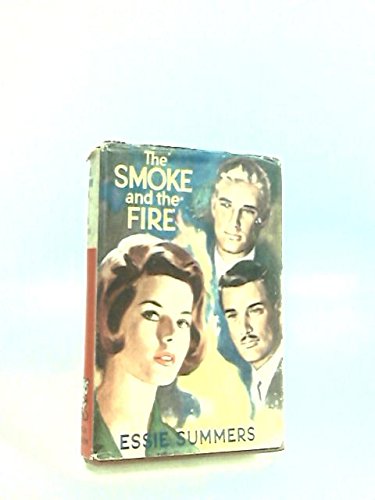 The
SMOKE
and the
FIRE
ESSIE SUMMERS